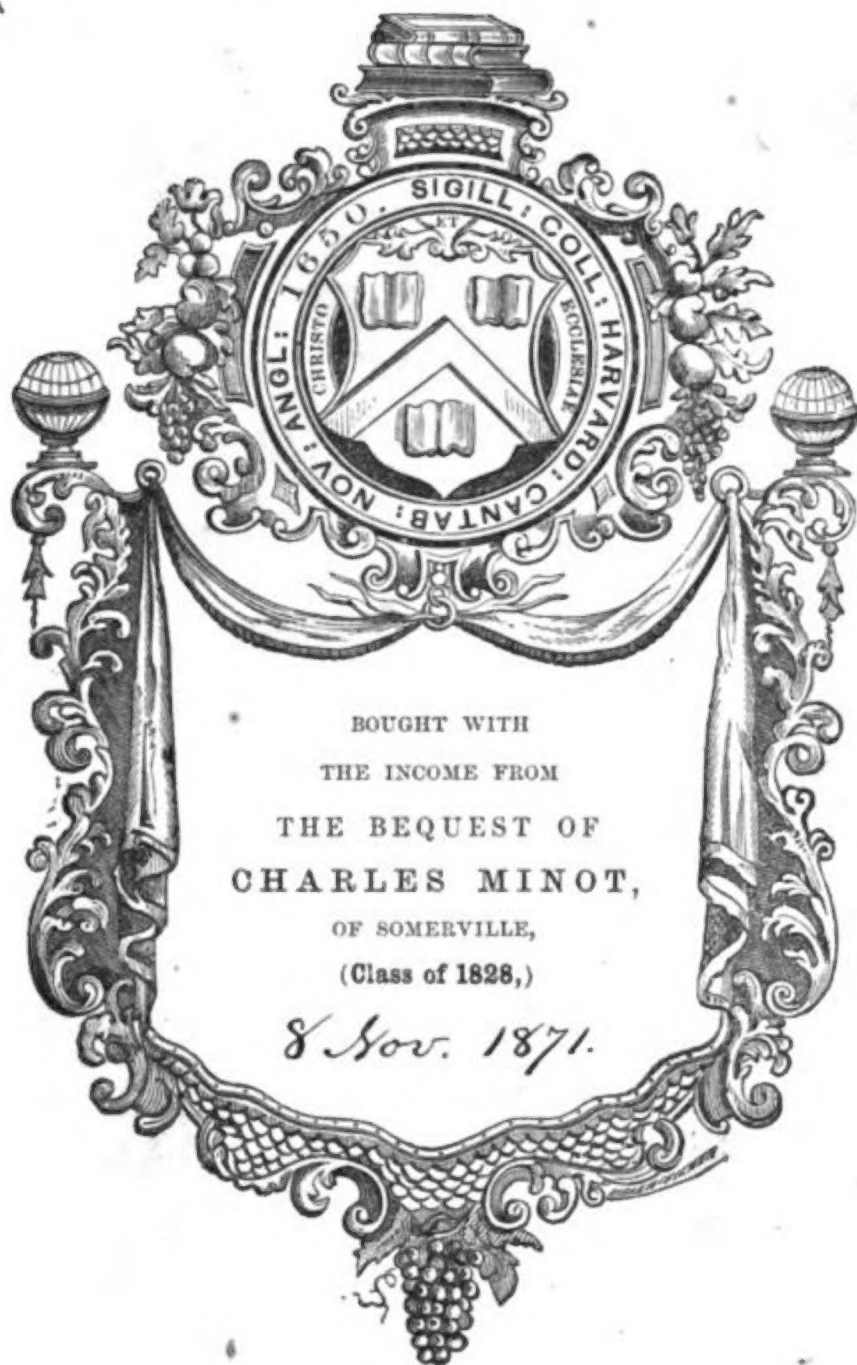 SIGILL: COLL: HARVARD: CANTAB: NOV: ANGL: 1650.
CHRISTO
ET
ECCLESIAE
BOUGHT WITH
THE INCOME FROM
THE BEQUEST OF
CHARLES MINOT,
OF SOMERVILLE,
(Class of 1828,)
8 Nov. 1871.